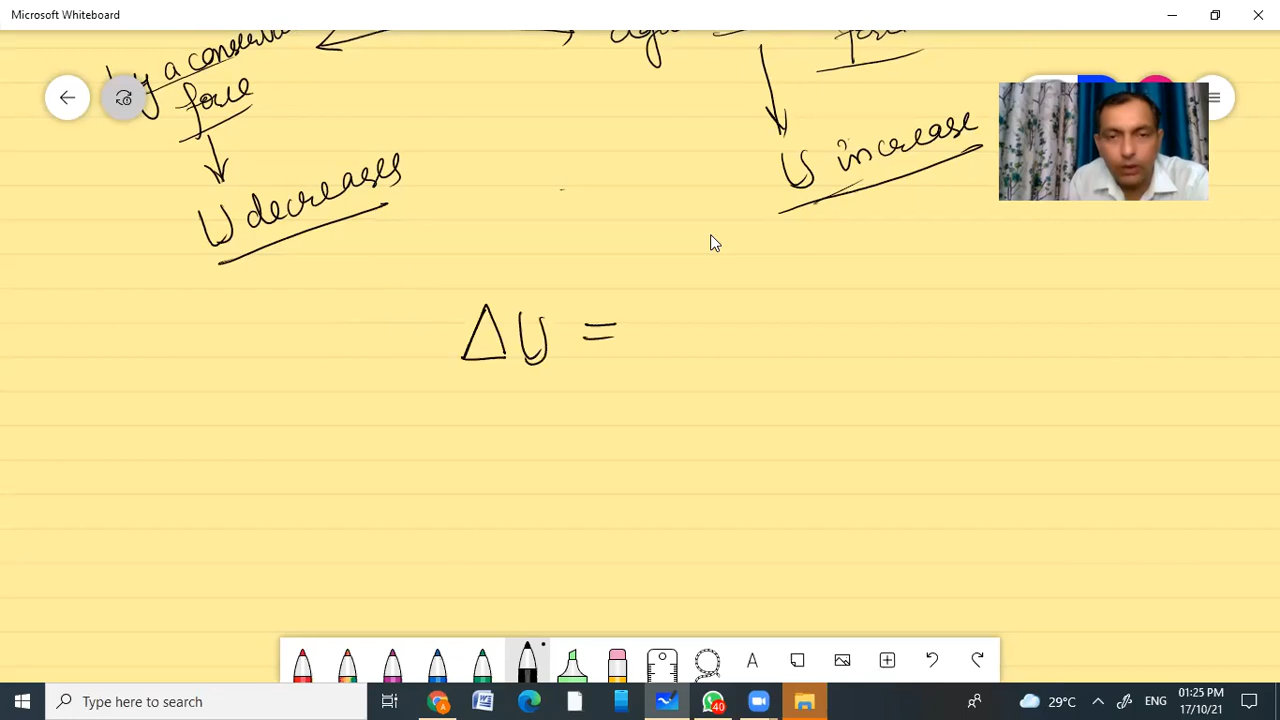 Microsoft Whiteboard
by a
force
U decreases
U increase
ΔU =
A
40
Type here to search
29°C
ENG
01:25 PM
17/10/21